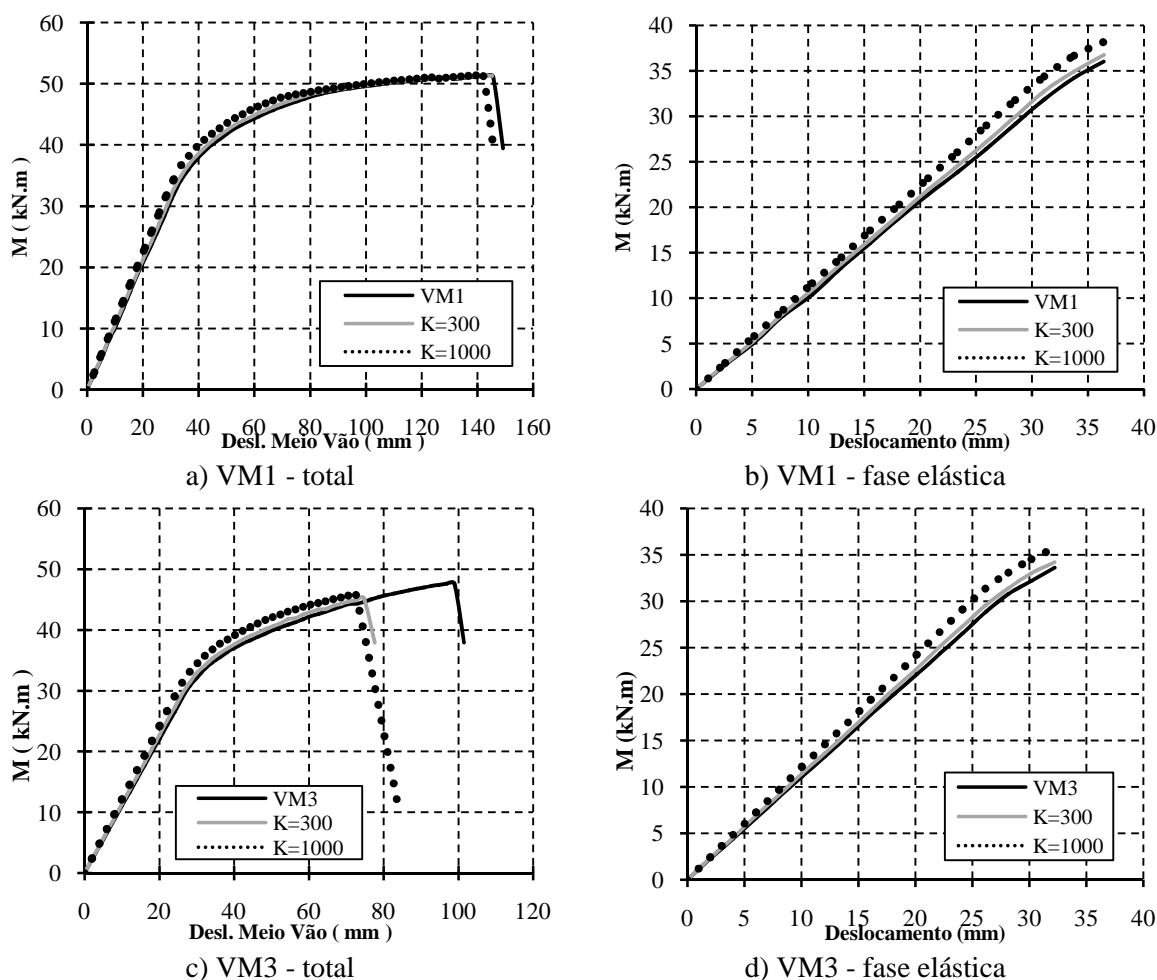 60
50
40
30
20
10
0
M ( kN.m)
0 20 40 60 80 100 120 140 160
Desl. Meio Vão ( mm )
VM1
K=300
K=1000
a) VM1 - total
40
35
30
25
20
15
10
5
0
M (kN.m)
0 5 10 15 20 25 30 35 40
Deslocamento (mm)
VM1
K=300
K=1000
b) VM1 - fase elástica
60
50
40
30
20
10
0
M ( kN.m)
0 20 40 60 80 100 120
Desl. Meio Vão ( mm )
VM3
K=300
K=1000
c) VM3 - total
40
35
30
25
20
15
10
5
0
M (kN.m)
0 5 10 15 20 25 30 35 40
Deslocamento (mm)
VM3
K=300
K=1000
d) VM3 - fase elástica